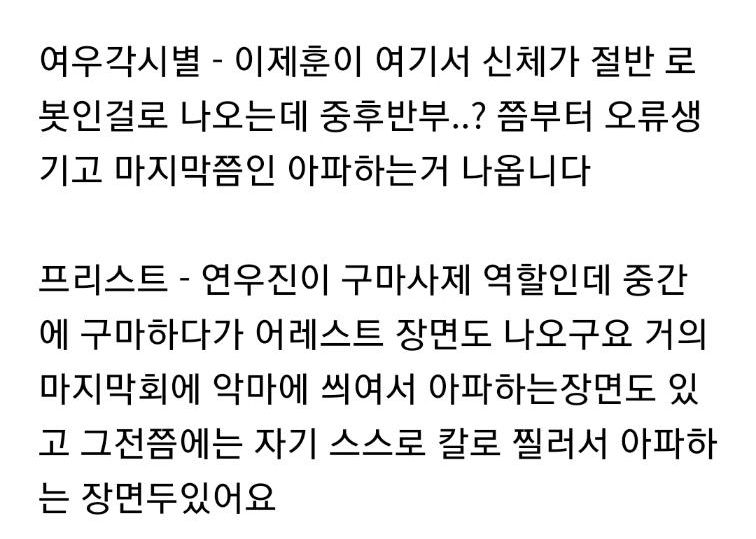 여우각시별 - 이제훈이 여기서 신체가 절반 로
봇인걸로 나오는데 중후반부..? 쯤부터 오류생
기고 마지막쯤인 아파하는거 나옵니다
프리스트 - 연우진이 구마사제 역할인데 중간
에 구마하다가 어레스트 장면도 나오구요 거의
마지막회에 악마에 씌여서 아파하는장면도 있
고 그전쯤에는 자기 스스로 칼로 찔러서 아파하
는 장면두있어요